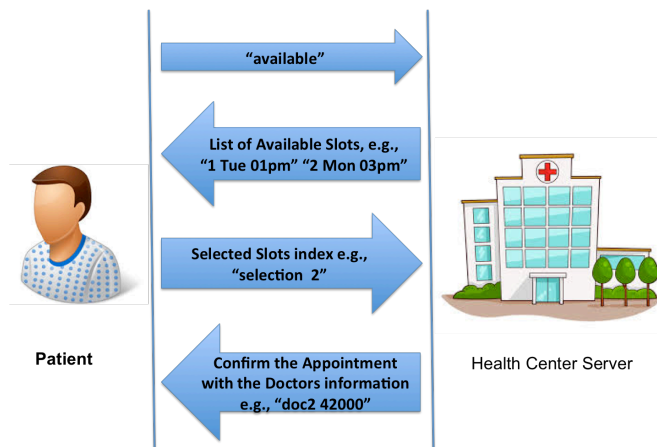 “available”
List of Available Slots, e.g.,
“1 Tue 01pm” “2 Mon 03pm”
Selected Slots index e.g.,
“selection 2”
Patient
Health Center Server
Confirm the Appointment
with the Doctors information
e.g., “doc2 42000”